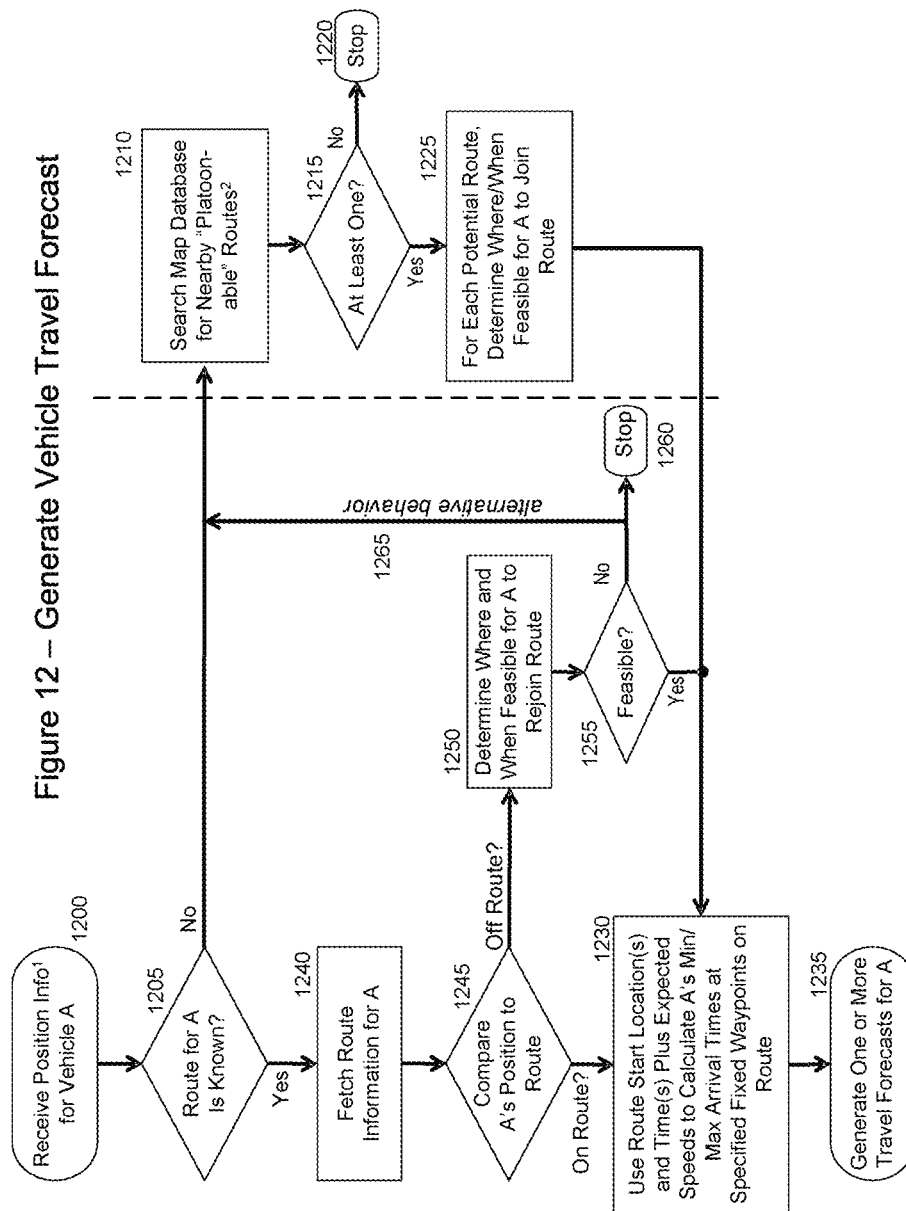 Figure 12 – Generate Vehicle Travel Forecast
Receive Position Info¹
for Vehicle A
1200
1205
Route for A
Is Known?
No
Yes
1240
Fetch Route
Information for A
1245
Compare
A's Position to
Route
Off Route?
On Route?
1230
Use Route Start Location(s)
and Time(s) Plus Expected
Speeds to Calculate A's Min/
Max Arrival Times at
Specified Fixed Waypoints on
Route
1235
Generate One or More
Travel Forecasts for A
1250
Determine Where and
When Feasible for A to
Rejoin Route
1255
Feasible?
No
Yes
Stop
1260
1265
alternative behavior
1210
Search Map Database
for Nearby "Platoon-
able" Routes²
1215
At Least One?
No
1220
Stop
Yes
1225
For Each Potential Route,
Determine Where/When
Feasible for A to Join
Route